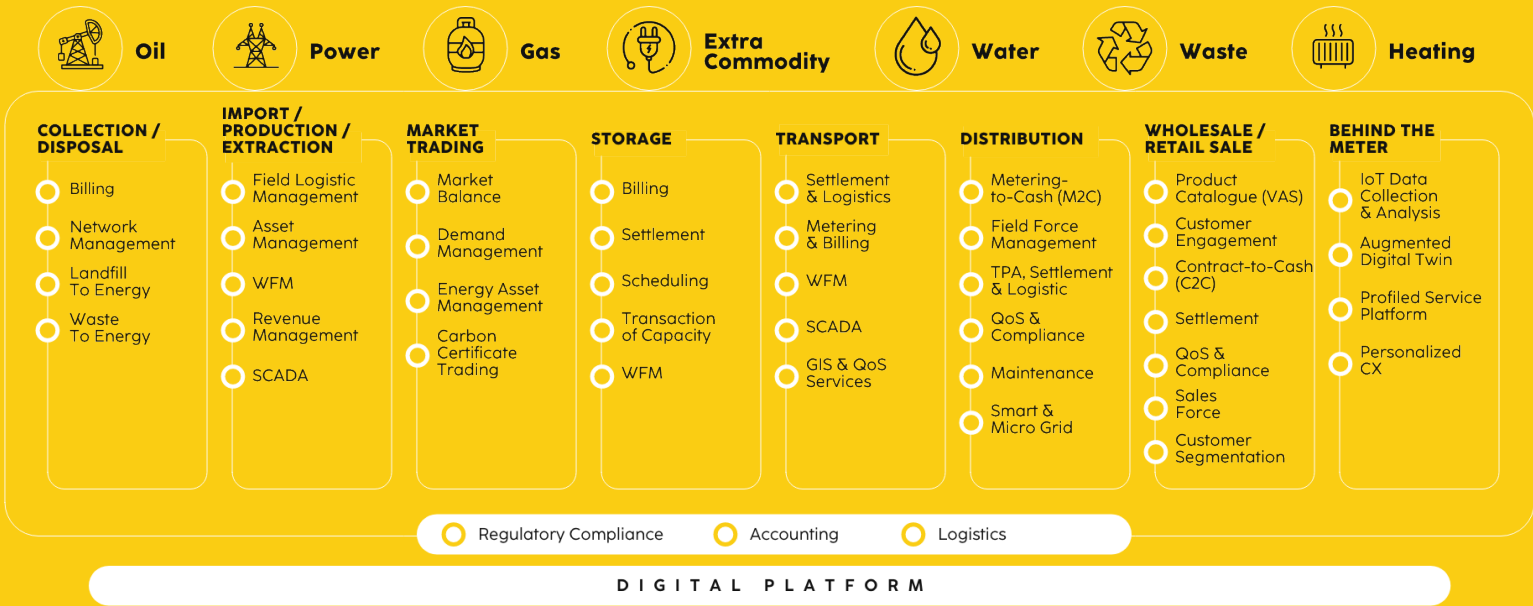 Oil
Power
Gas
Extra
Commodity
Water
Waste
Heating
COLLECTION /
DISPOSAL
Billing
Network
Management
Landfill
To Energy
Waste
To Energy
IMPORT /
PRODUCTION /
EXTRACTION
Field Logistic
Management
Asset
Management
WFM
Revenue
Management
SCADA
MARKET
TRADING
Market
Balance
Demand
Management
Energy Asset
Management
Carbon
Certificate
Trading
STORAGE
Billing
Settlement
Scheduling
Transaction
of Capacity
WFM
TRANSPORT
Settlement
& Logistics
Metering
& Billing
WFM
SCADA
GIS & QoS
Services
DISTRIBUTION
Metering-
to-Cash (M2C)
Field Force
Management
TPA, Settlement
& Logistic
QoS &
Compliance
Maintenance
Smart &
Micro Grid
WHOLESALE /
RETAIL SALE
Product
Catalogue (VAS)
Customer
Engagement
Contract-to-Cash
(C2C)
Settlement
QoS &
Compliance
Sales
Force
Customer
Segmentation
BEHIND THE
METER
IoT Data
Collection
& Analysis
Augmented
Digital Twin
Profiled Service
Platform
Personalized
CX
Regulatory Compliance
Accounting
Logistics
DIGITAL PLATFORM